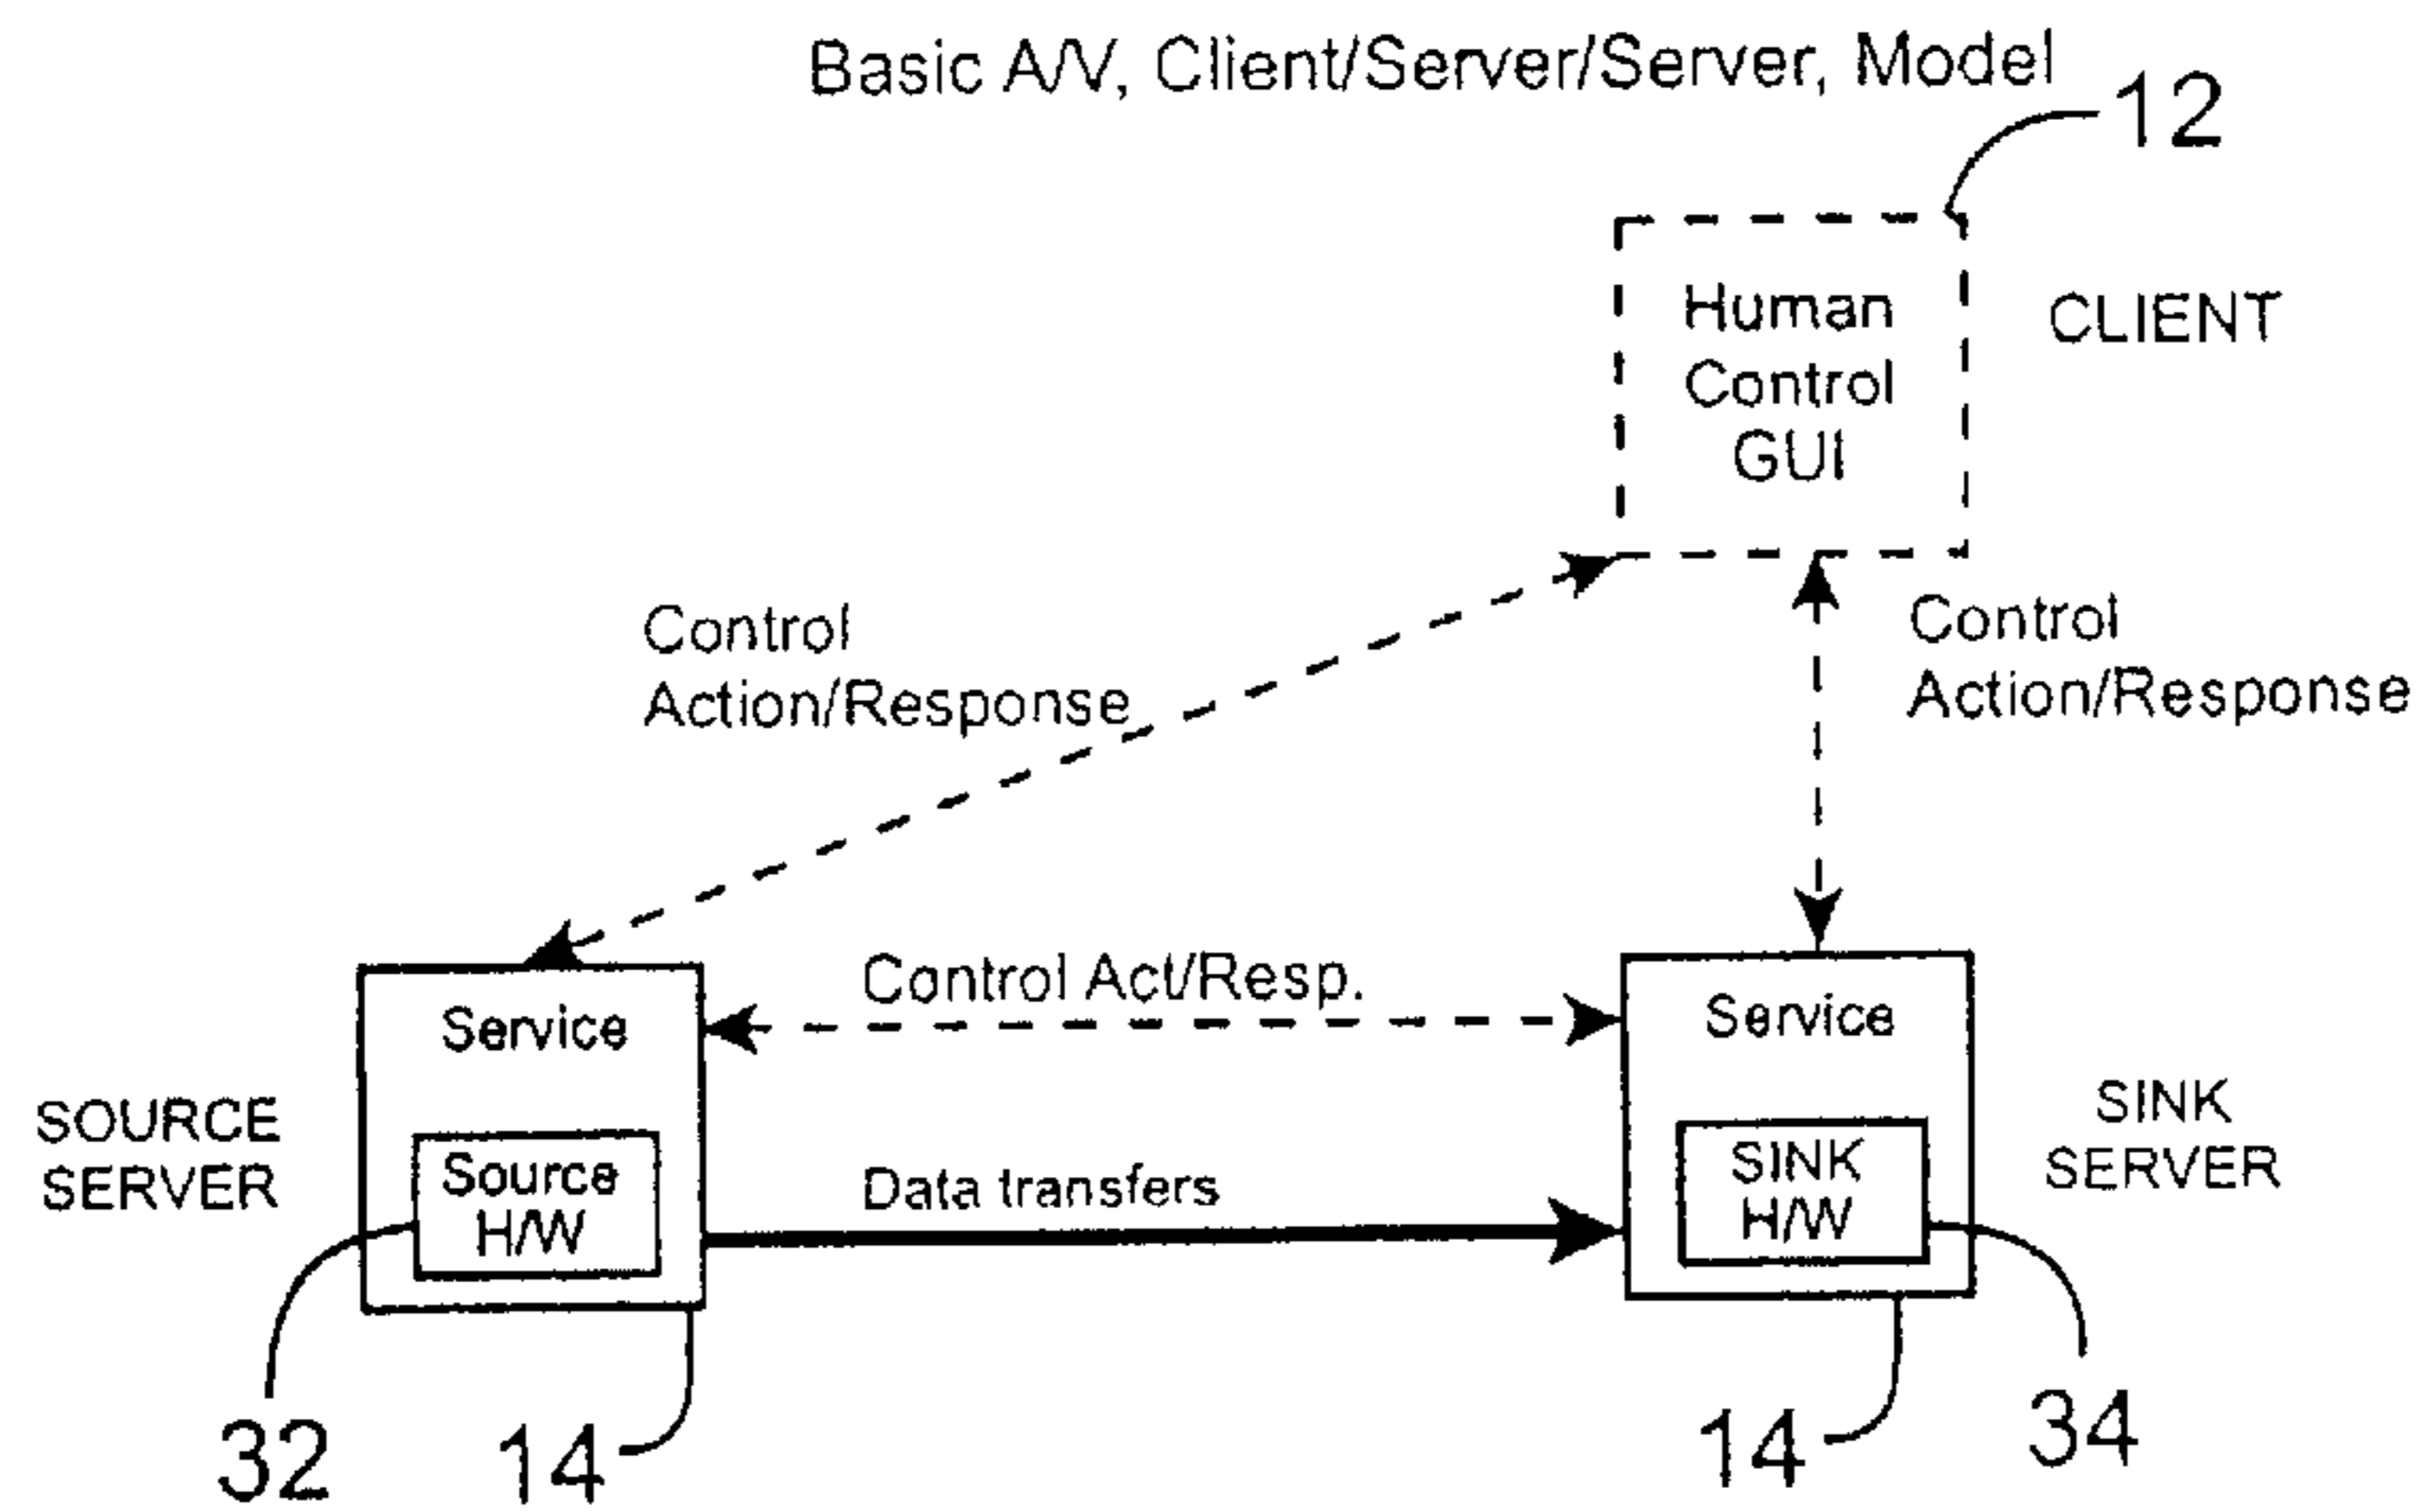 Basic A/V, Client/Server/Server, Model
12
Human
Control
GUI
CLIENT
Control
Action/Response
Control
Action/Response
Control Act/Resp.
Service
Service
SOURCE
SERVER
Source
H/W
Data transfers
SINK
H/W
SINK
SERVER
32
14
14
34